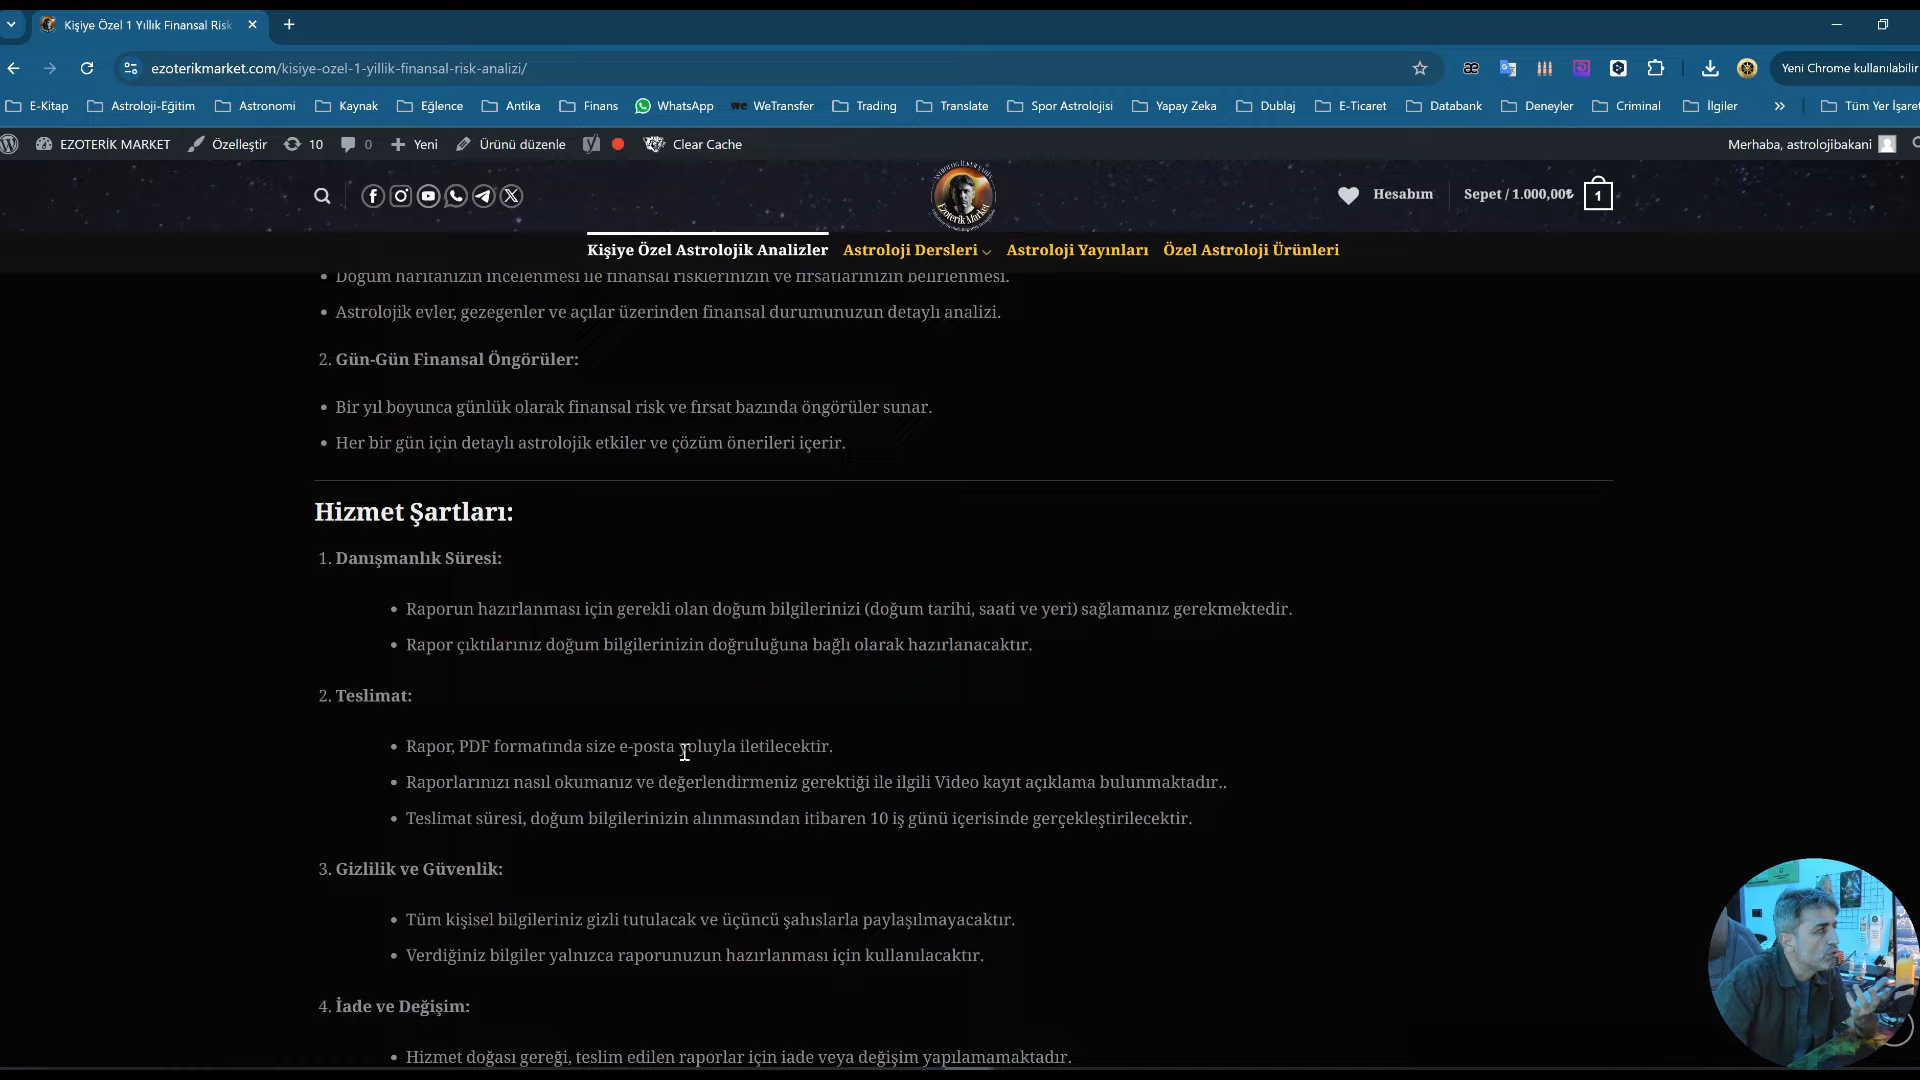 Kişiye Özel 1 Yıllık Finansal Risk
ezoterikmarket.com/kisiye-ozel-1-yillik-finansal-risk-analizi/
Yeni Chrome kullanılabilir
E-Kitap Astroloji-Eğitim Astronomi Kaynak Eğlence Antika Finans WhatsApp WeTransfer Trading Translate Spor Astrolojisi Yapay Zeka Dublaj E-Ticaret Databank Deneyler Criminal İlgiler Tüm Yer İşaret
EZOTERİK MARKET Özelleştir 10 0 Yeni Ürünü düzenle Clear Cache Merhaba, astrolojibakani
Hesabım Sepet / 1.000,00₺ 1
Ezoterik Market
Kişiye Özel Astrolojik Analizler Astroloji Dersleri Astroloji Yayınları Özel Astroloji Ürünleri
• Doğum haritanızın incelenmesi ile finansal risklerinizin ve fırsatlarınızın belirlenmesi.
• Astrolojik evler, gezegenler ve açılar üzerinden finansal durumunuzun detaylı analizi.
2. Gün-Gün Finansal Öngörüler:
• Bir yıl boyunca günlük olarak finansal risk ve fırsat bazında öngörüler sunar.
• Her bir gün için detaylı astrolojik etkiler ve çözüm önerileri içerir.
Hizmet Şartları:
1. Danışmanlık Süresi:
• Raporun hazırlanması için gerekli olan doğum bilgilerinizi (doğum tarihi, saati ve yeri) sağlamanız gerekmektedir.
• Rapor çıktılarınız doğum bilgilerinizin doğruluğuna bağlı olarak hazırlanacaktır.
2. Teslimat:
• Rapor, PDF formatında size e-posta yoluyla iletilecektir.
• Raporlarınızı nasıl okumanız ve değerlendirmeniz gerektiği ile ilgili Video kayıt açıklama bulunmaktadır..
• Teslimat süresi, doğum bilgilerinizin alınmasından itibaren 10 iş günü içerisinde gerçekleştirilecektir.
3. Gizlilik ve Güvenlik:
• Tüm kişisel bilgileriniz gizli tutulacak ve üçüncü şahıslarla paylaşılmayacaktır.
• Verdiğiniz bilgiler yalnızca raporunuzun hazırlanması için kullanılacaktır.
4. İade ve Değişim:
• Hizmet doğası gereği, teslim edilen raporlar için iade veya değişim yapılamamaktadır.